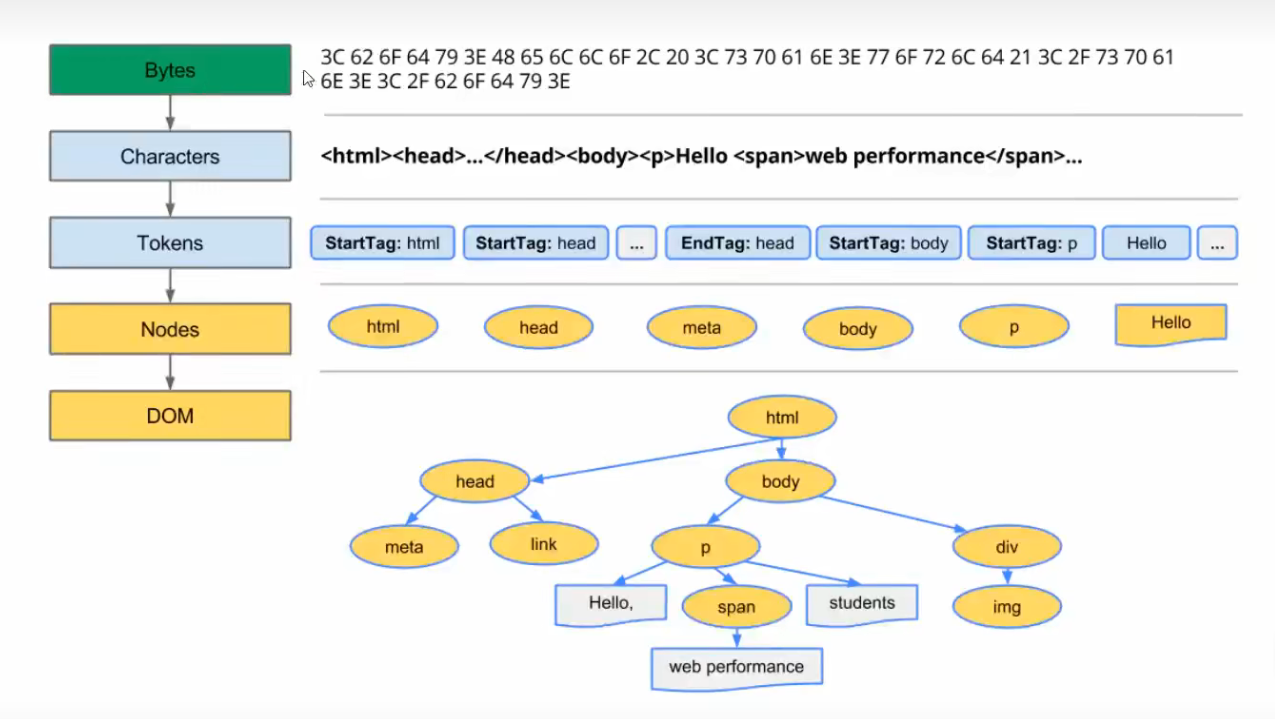 Bytes
3C 62 6F 64 79 3E 48 65 6C 6C 6F 2C 20 3C 73 70 61 6E 3E 77 6F 72 6C 64 21 3C 2F 73 70 61
6E 3E 3C 2F 62 6F 64 79 3E
Characters
<html><head>...</head><body><p>Hello <span>web performance</span>...
Tokens
StartTag: html StartTag: head ... EndTag: head StartTag: body StartTag: p Hello ...
Nodes
html head meta body p Hello
DOM
html
head body
meta link p div
Hello, span students img
web performance